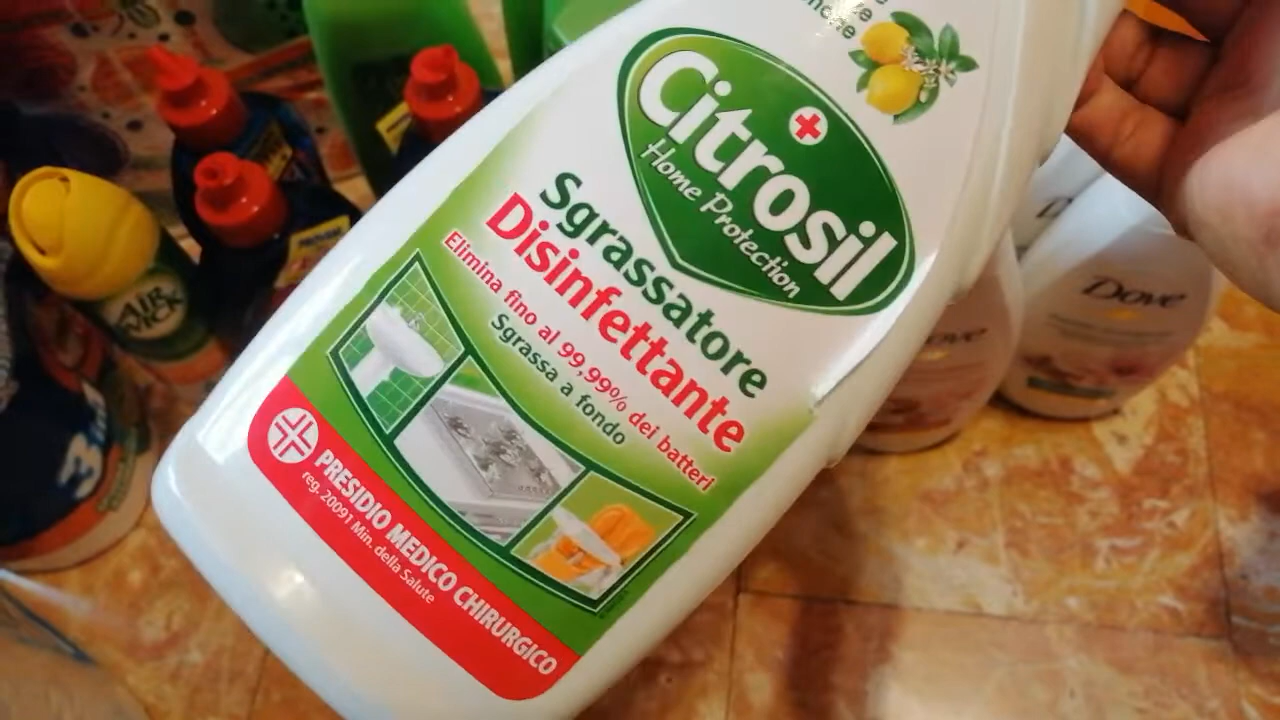 Citrosil
Home Protection
Sgrassatore
Disinfettante
Elimina fino al 99,99% dei batteri
Sgrassa a fondo
PRESIDIO MEDICO CHIRURGICO
reg. 20091 Min. della Salute
AIR
WICK
3
Dove